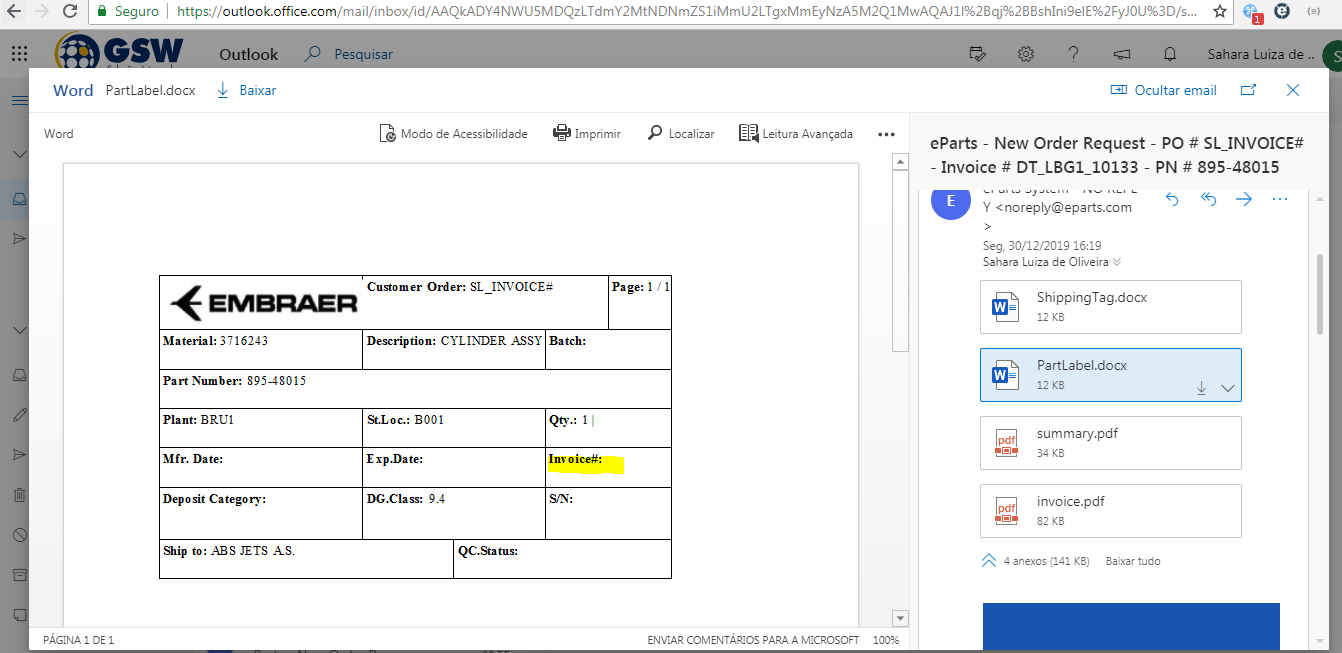 Seguro
https://outlook.office.com/mail/inbox/id/AAQkADY4NWU5MDQzLTdmY2MtNDNmZS1iMmU2LTgxMmEyNzA5M2Q1MwAQAJ1l%2Bqj%2BBshIni9elE%2FyJ0U%3D/s...
1
GSW
Outlook
Pesquisar
Sahara Luiza de ..
S
Word PartLabel.docx Baixar
Ocultar email
Word
Modo de Acessibilidade
Imprimir
Localizar
Leitura Avançada
EMBRAER
Customer Order: SL_INVOICE#
Page: 1 / 1
Material: 3716243
Description: CYLINDER ASSY
Batch:
Part Number: 895-48015
Plant: BRU1
St.Loc.: B001
Qty.: 1 |
Mfr. Date:
Exp.Date:
Invoice#:
Deposit Category:
DG.Class: 9.4
S/N:
Ship to: ABS JETS A.S.
QC.Status:
PÁGINA 1 DE 1
ENVIAR COMENTÁRIOS PARA A MICROSOFT
100%
eParts - New Order Request - PO # SL_INVOICE#
- Invoice # DT_LBG1_10133 - PN # 895-48015
E
eParts System - NO REPL
Y <noreply@eparts.com
>
Seg, 30/12/2019 16:19
Sahara Luiza de Oliveira
ShippingTag.docx
12 KB
PartLabel.docx
12 KB
summary.pdf
34 KB
invoice.pdf
82 KB
4 anexos (141 KB)
Baixar tudo